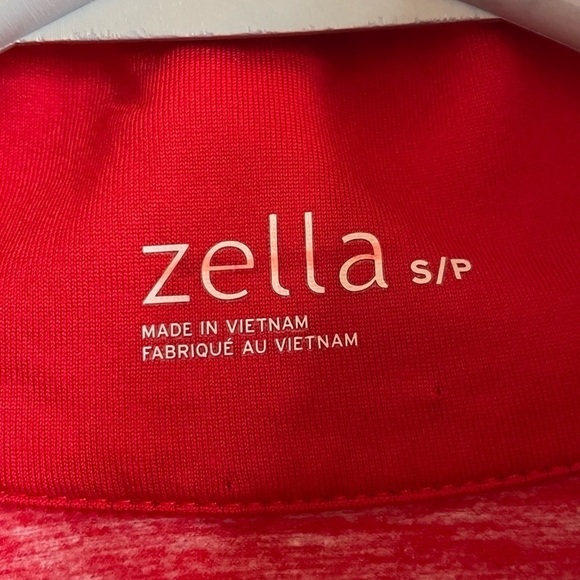 zella S/P
MADE IN VIETNAM
FABRIQUÉ AU VIETNAM